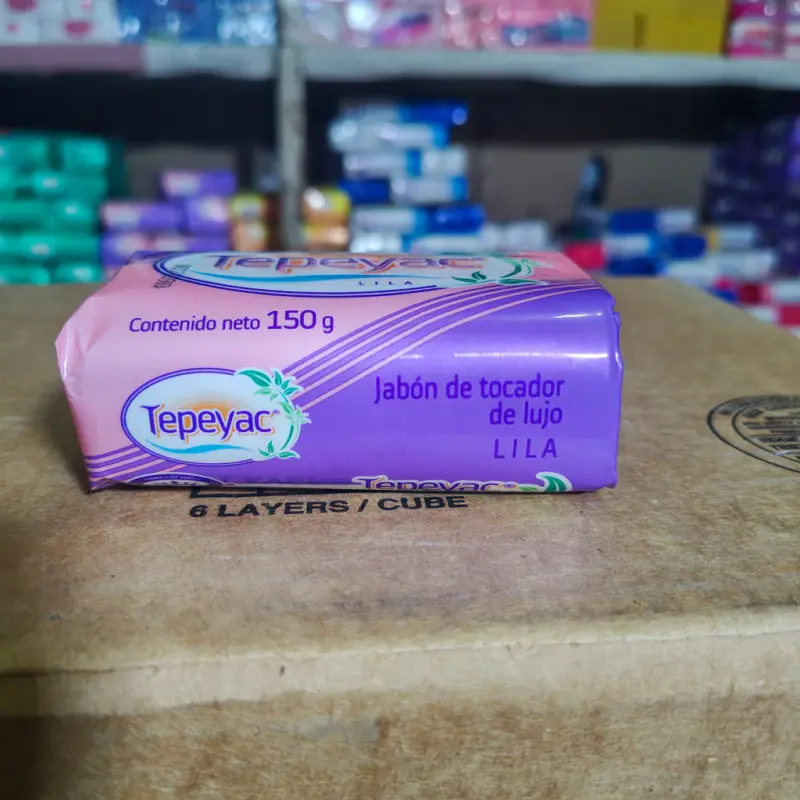 Tepeyac
LILA
Contenido neto 150 g
Tepeyac
Jabón de tocador
de lujo
LILA
Tepeyac®
6 LAYERS / CUBE